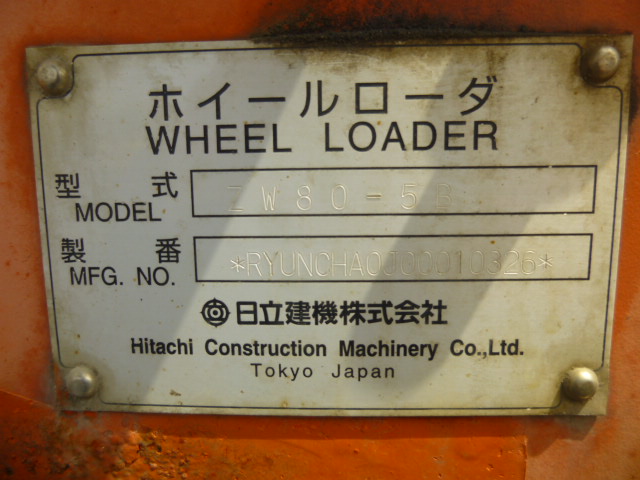 ホイールローダ
WHEEL LOADER
型式 ZW80-5B
MODEL
製番 *RYUNCHA0J00010326*
MFG. NO.
日立建機株式会社
Hitachi Construction Machinery Co.,Ltd.
Tokyo Japan